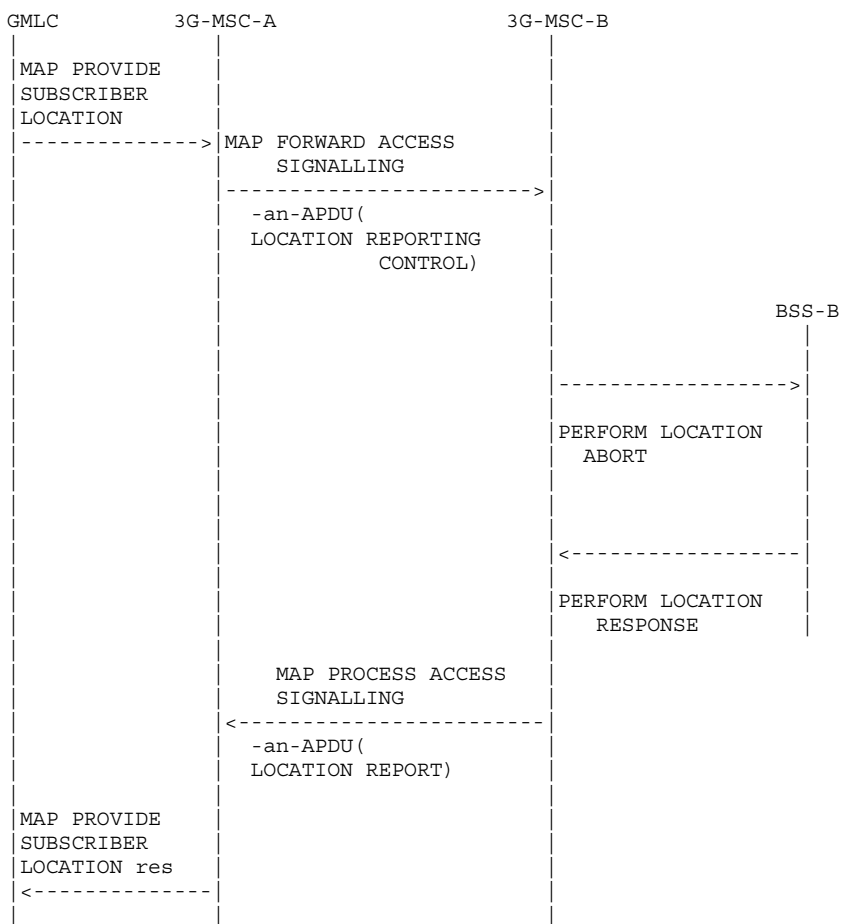 GMLC 3G-MSC-A 3G-MSC-B
MAP PROVIDE
SUBSCRIBER
LOCATION
MAP FORWARD ACCESS
SIGNALLING
-an-APDU(
LOCATION REPORTING
CONTROL)
BSS-B
PERFORM LOCATION
ABORT
PERFORM LOCATION
RESPONSE
MAP PROCESS ACCESS
SIGNALLING
-an-APDU(
LOCATION REPORT)
MAP PROVIDE
SUBSCRIBER
LOCATION res